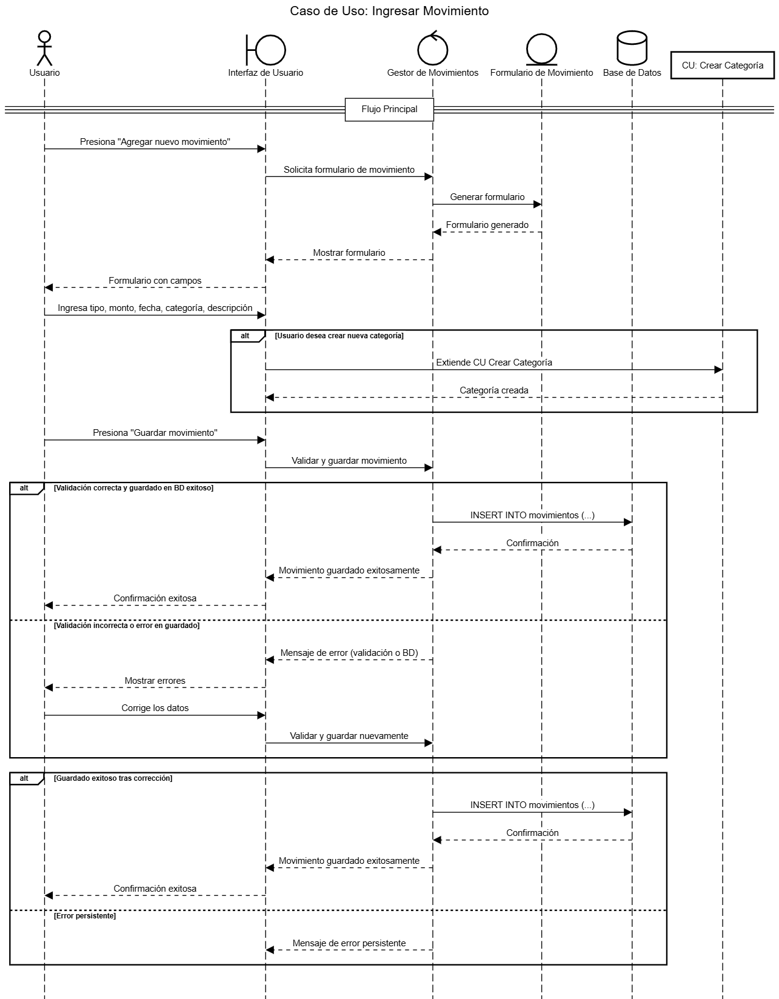 Caso de Uso: Ingresar Movimiento
Usuario
Interfaz de Usuario
Gestor de Movimientos
Formulario de Movimiento
Base de Datos
CU: Crear Categoría
Flujo Principal
Presiona "Agregar nuevo movimiento"
Solicita formulario de movimiento
Generar formulario
Formulario generado
Mostrar formulario
Formulario con campos
Ingresa tipo, monto, fecha, categoría, descripción
alt [Usuario desea crear nueva categoría]
Extiende CU Crear Categoría
Categoría creada
Presiona "Guardar movimiento"
Validar y guardar movimiento
alt [Validación correcta y guardado en BD exitoso]
INSERT INTO movimientos (...)
Confirmación
Movimiento guardado exitosamente
Confirmación exitosa
[Validación incorrecta o error en guardado]
Mensaje de error (validación o BD)
Mostrar errores
Corrige los datos
Validar y guardar nuevamente
alt [Guardado exitoso tras corrección]
INSERT INTO movimientos (...)
Confirmación
Movimiento guardado exitosamente
Confirmación exitosa
[Error persistente]
Mensaje de error persistente